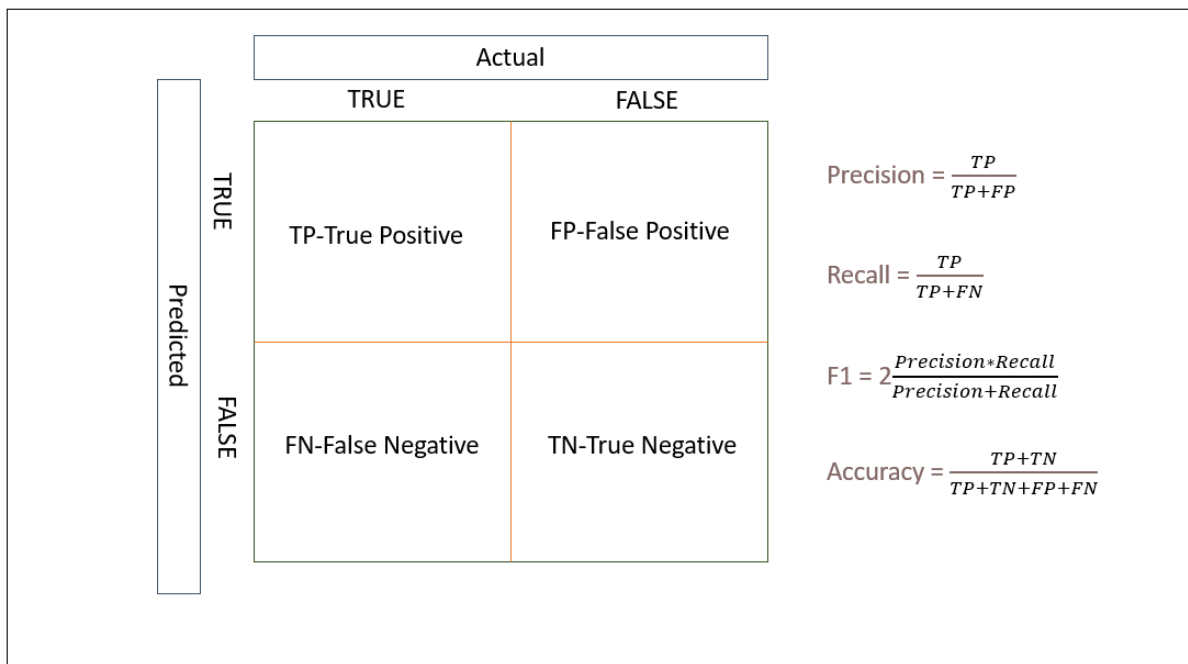 Actual
TRUE FALSE
Predicted
TRUE
FALSE
TP-True Positive FP-False Positive
FN-False Negative TN-True Negative
Precision = TP / TP+FP
Recall = TP / TP+FN
F1 = 2 Precision*Recall / Precision+Recall
Accuracy = TP+TN / TP+TN+FP+FN